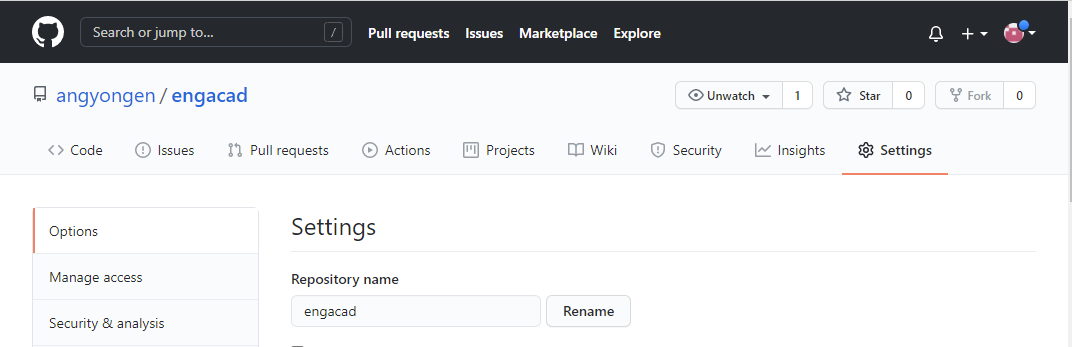 Search or jump to... / Pull requests Issues Marketplace Explore
angyongen / engacad Unwatch 1 Star 0 Fork 0
Code Issues Pull requests Actions Projects Wiki Security Insights Settings
Options
Manage access
Security & analysis
Settings
Repository name
engacad Rename